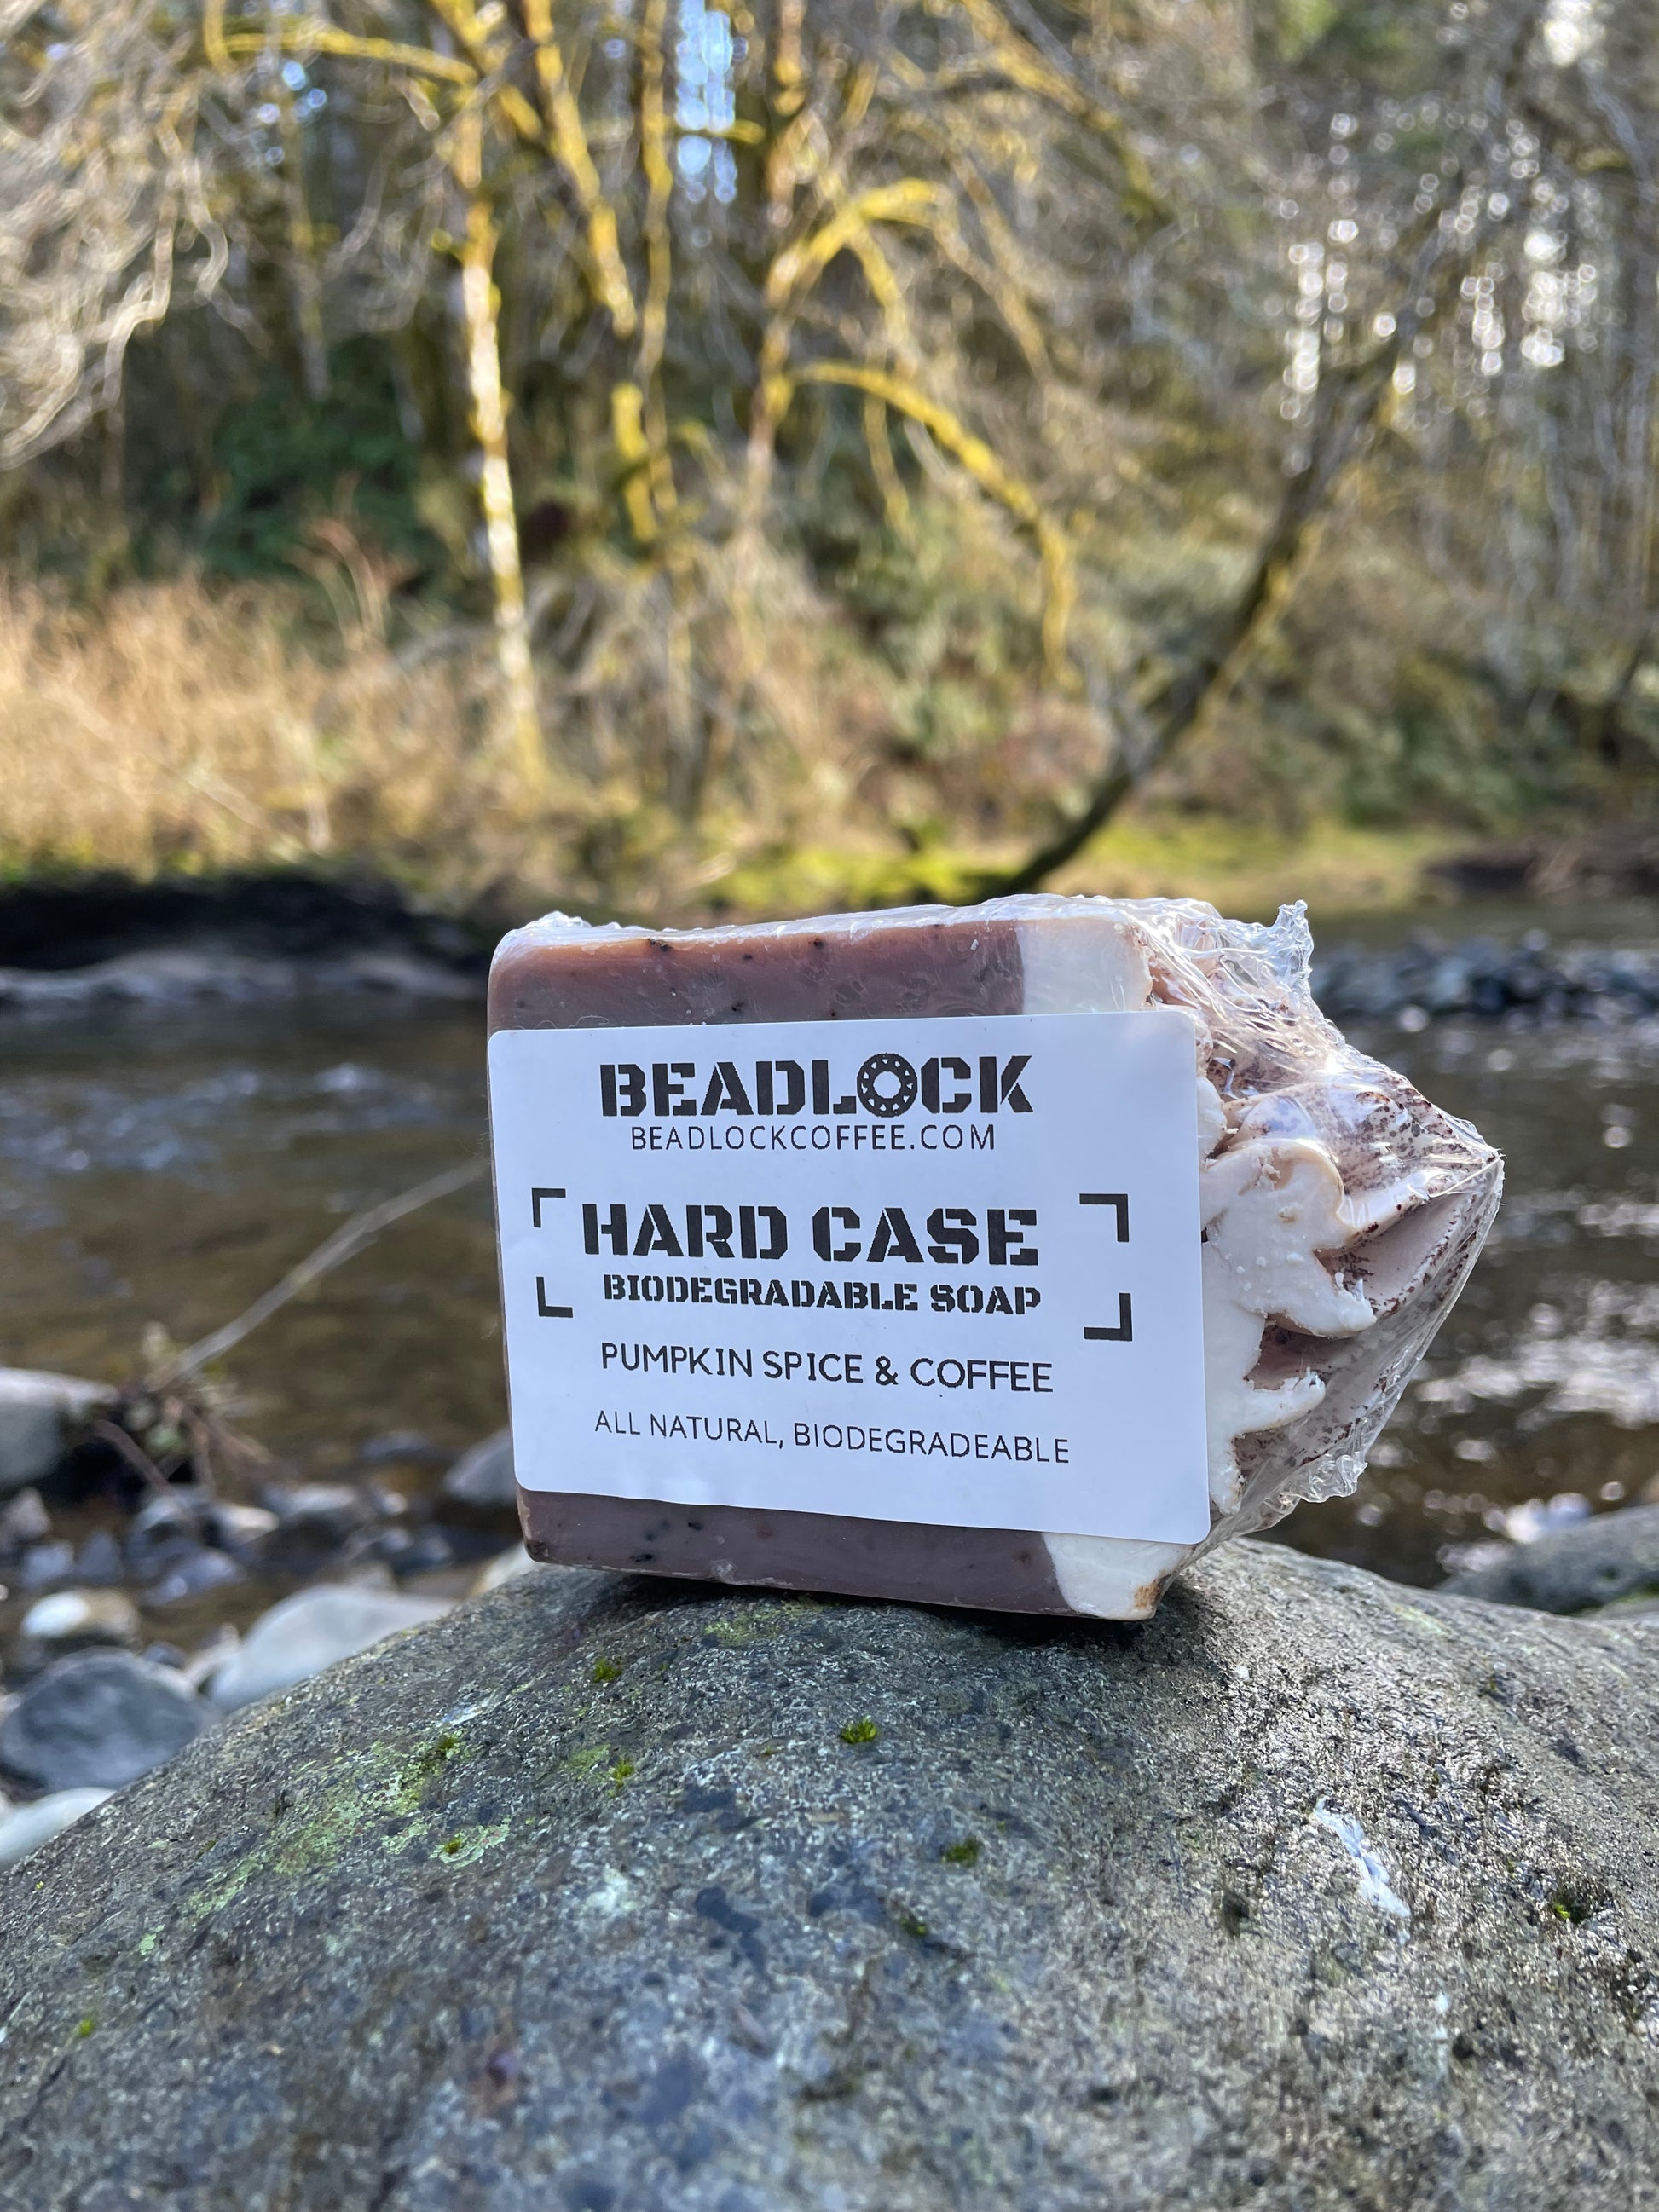 BEADLOCK
BEADLOCKCOFFEE.COM
HARD CASE
BIODEGRADABLE SOAP
PUMPKIN SPICE & COFFEE
ALL NATURAL, BIODEGRADEABLE